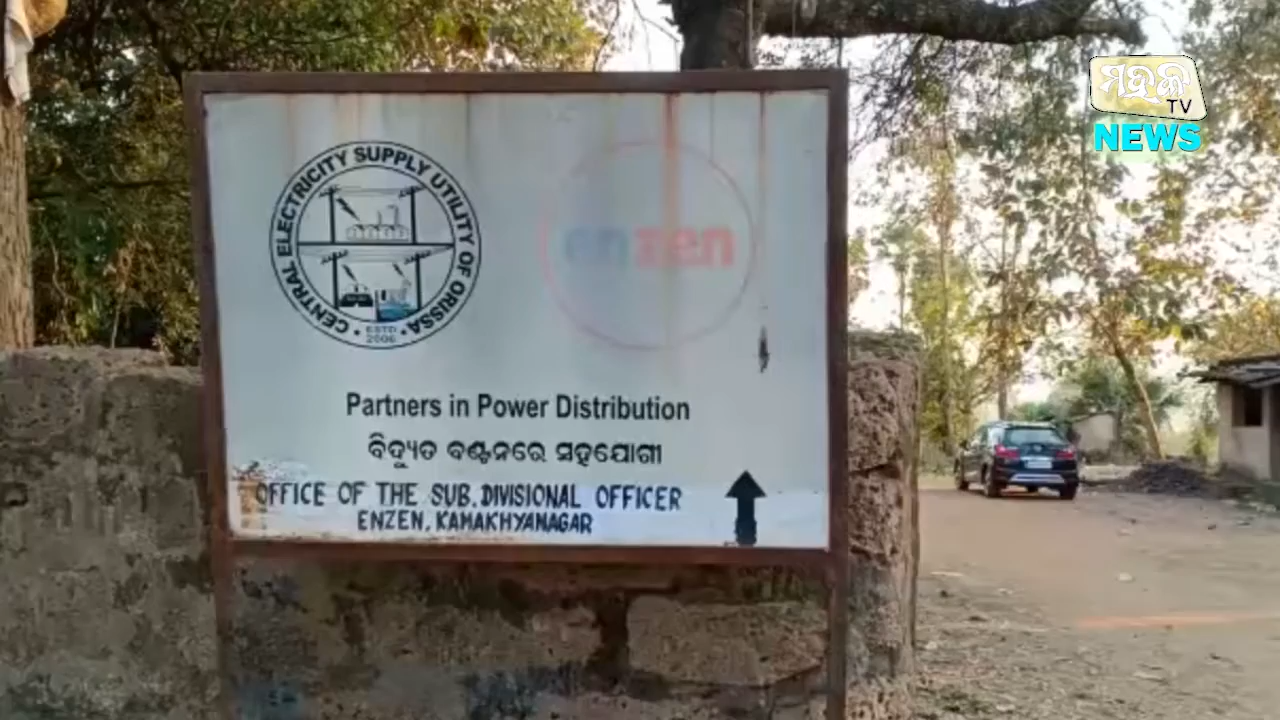 CENTRAL ELECTRICITY SUPPLY UTILITY OF ORISSA
ESTD
2006
enzen
Partners in Power Distribution
ବିଦ୍ୟୁତ ବଣ୍ଟନରେ ସହଯୋଗୀ
OFFICE OF THE SUB.DIVISIONAL OFFICER
ENZEN, KAMAKHYANAGAR
TV
NEWS